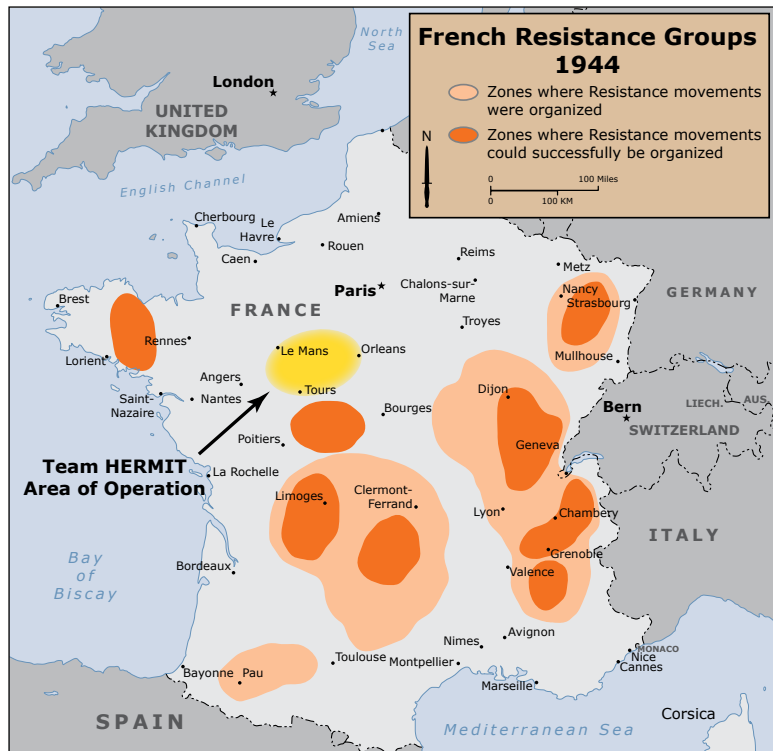 French Resistance Groups
1944
Zones where Resistance movements
were organized
Zones where Resistance movements
could successfully be organized
N
0
100 Miles
0
100 KM
North
Sea
London
UNITED
KINGDOM
English Channel
Cherbourg
Le
Havre
Amiens
Rouen
Caen
Reims
Metz
Paris
Chalons-sur-
Marne
Nancy
Strasbourg
GERMANY
Brest
FRANCE
Troyes
Rennes
Le Mans
Orleans
Mullhouse
Lorient
Angers
Tours
Dijon
Saint-
Nazaire
Nantes
Bourges
Bern
LIECH.
AUS.
SWITZERLAND
Poitiers
Geneva
Team HERMIT
Area of Operation
La Rochelle
Limoges
Clermont-
Ferrand
Lyon
Chambery
ITALY
Grenoble
Bay
of
Biscay
Bordeaux
Valence
Avignon
Nimes
MONACO
Nice
Cannes
Toulouse
Montpellier
Bayonne
Pau
Marseille
SPAIN
Mediterranean Sea
Corsica